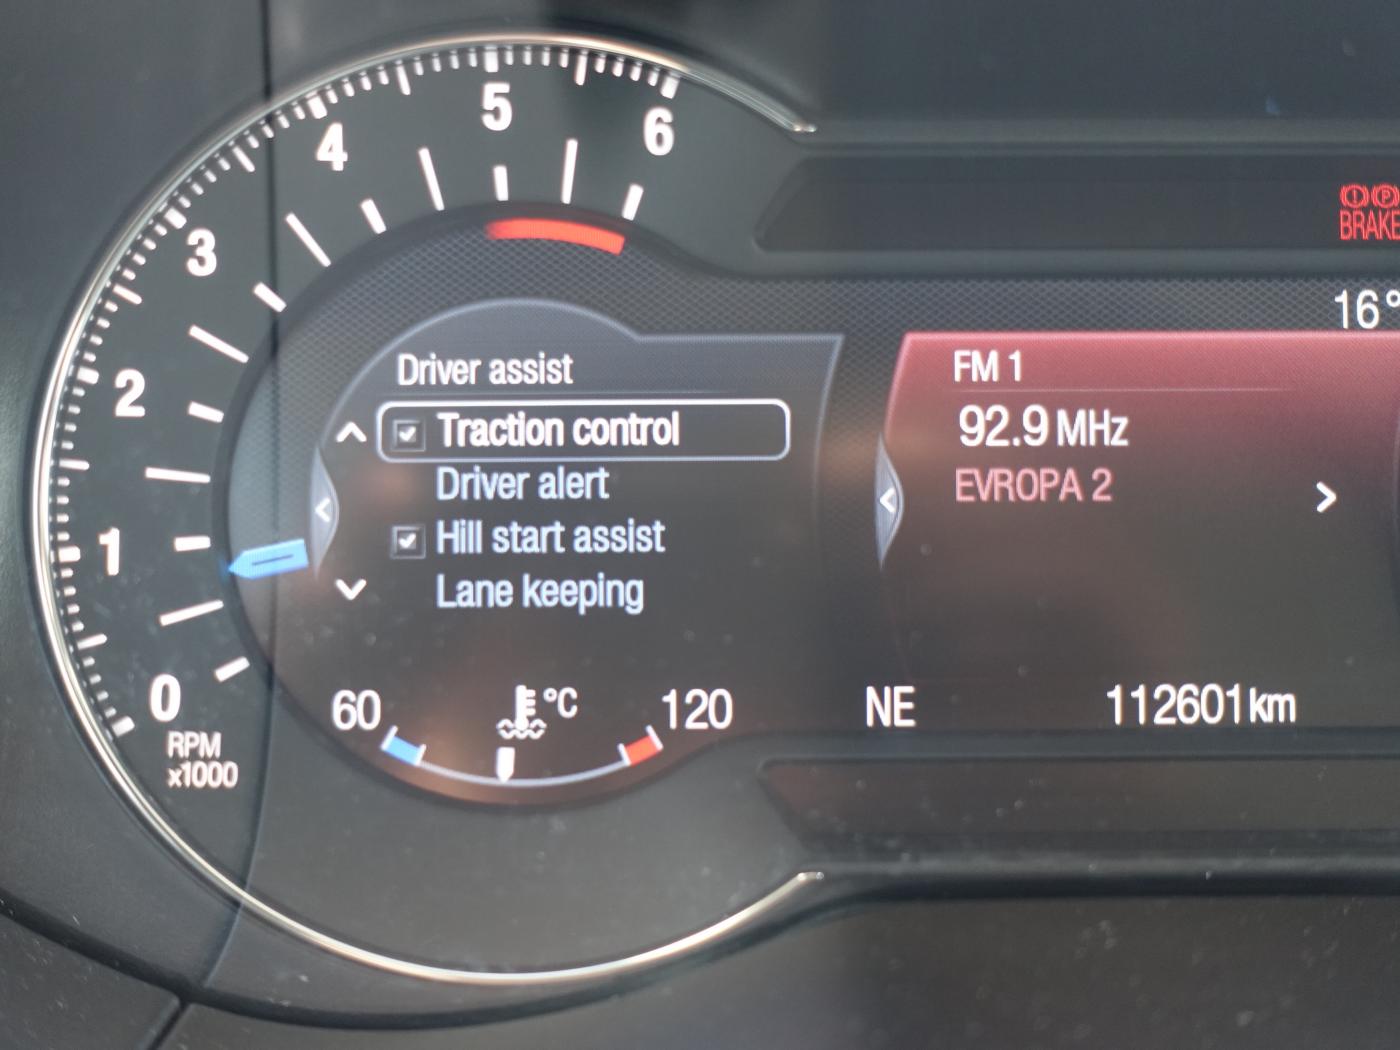 5
4
6
3
2
1
0
RPM
x1000
BRAKE
16°
Driver assist
Traction control
Driver alert
Hill start assist
Lane keeping
60
°C
120
FM 1
92.9 MHz
EVROPA 2
NE
112601 km